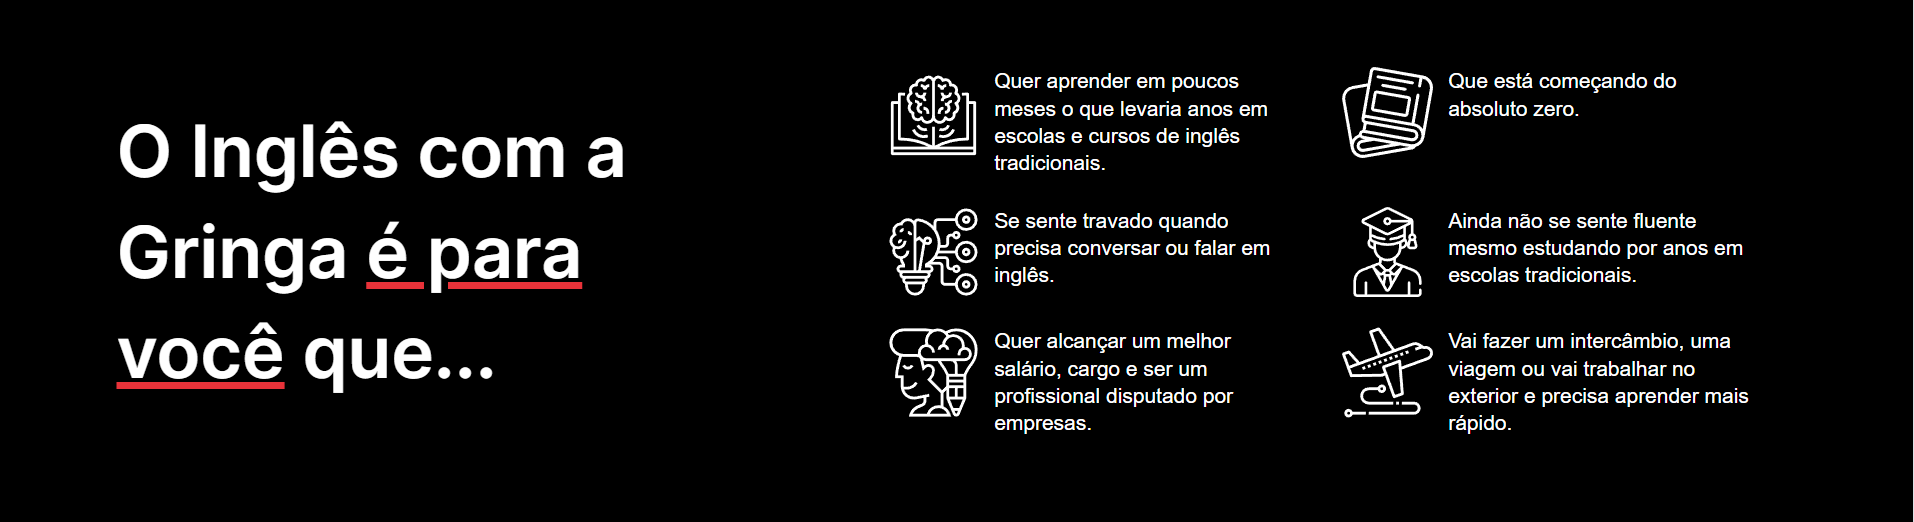 O Inglês com a
Gringa é para
você que...
Quer aprender em poucos
meses o que levaria anos em
escolas e cursos de inglês
tradicionais.
Que está começando do
absoluto zero.
Se sente travado quando
precisa conversar ou falar em
inglês.
Ainda não se sente fluente
mesmo estudando por anos em
escolas tradicionais.
Quer alcançar um melhor
salário, cargo e ser um
profissional disputado por
empresas.
Vai fazer um intercâmbio, uma
viagem ou vai trabalhar no
exterior e precisa aprender mais
rápido.